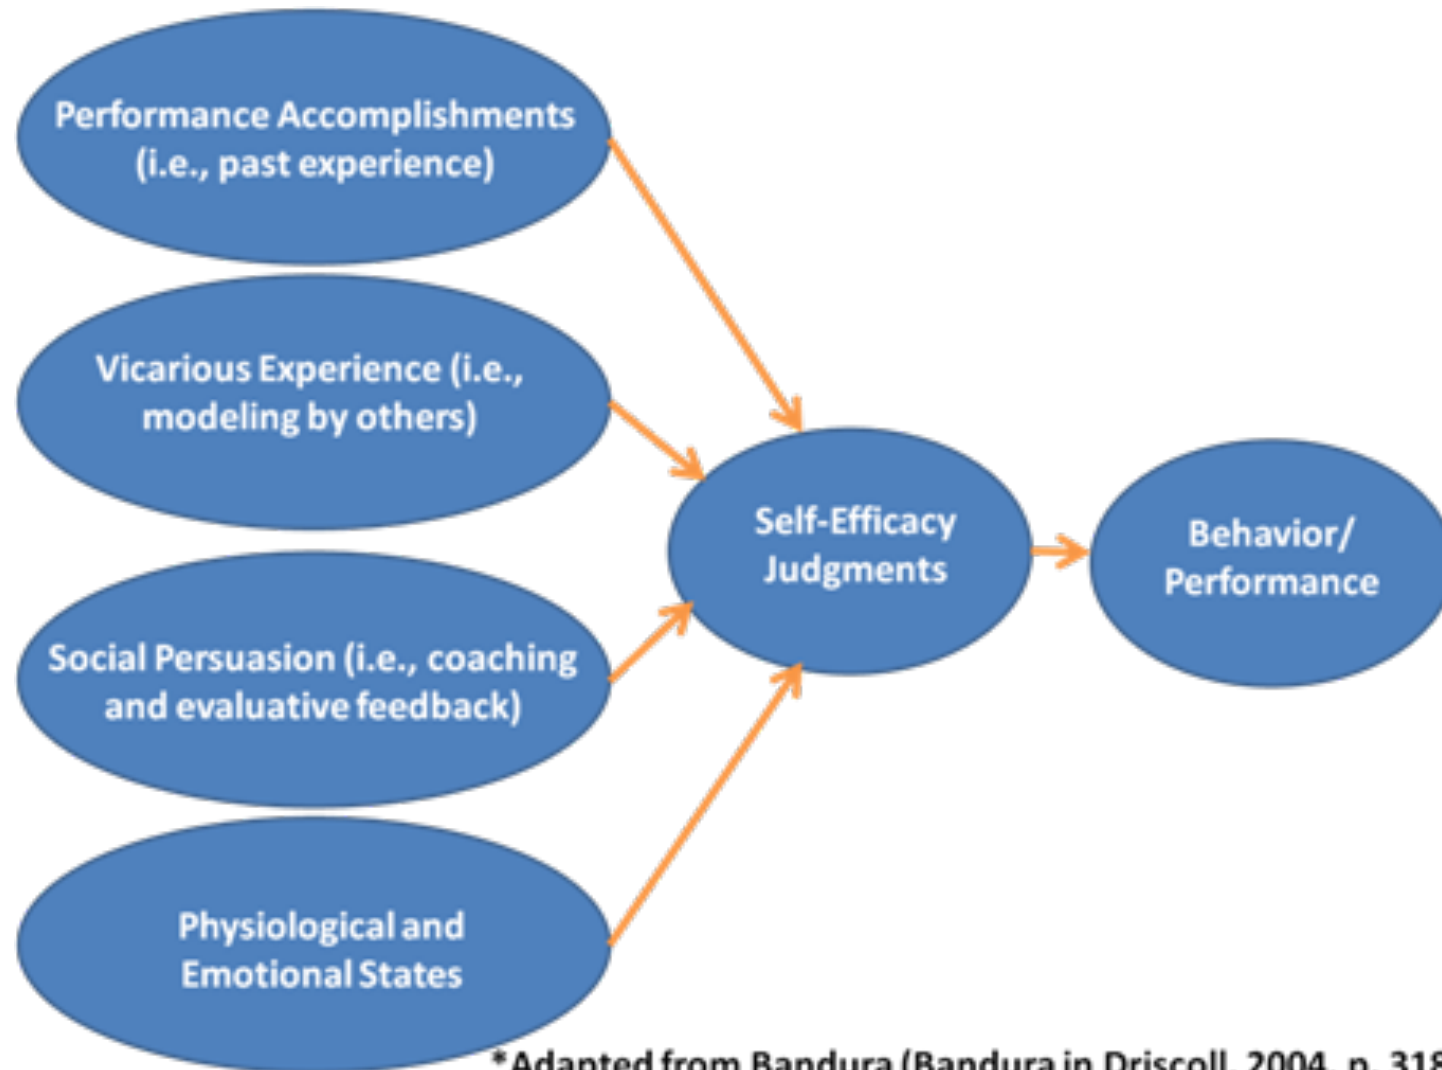 Performance Accomplishments
(i.e., past experience)
Vicarious Experience (i.e.,
modeling by others)
Social Persuasion (i.e., coaching
and evaluative feedback)
Physiological and
Emotional States
Self-Efficacy
Judgments
Behavior/
Performance
*Adapted from Bandura (Bandura in Driscoll, 2004, p. 318